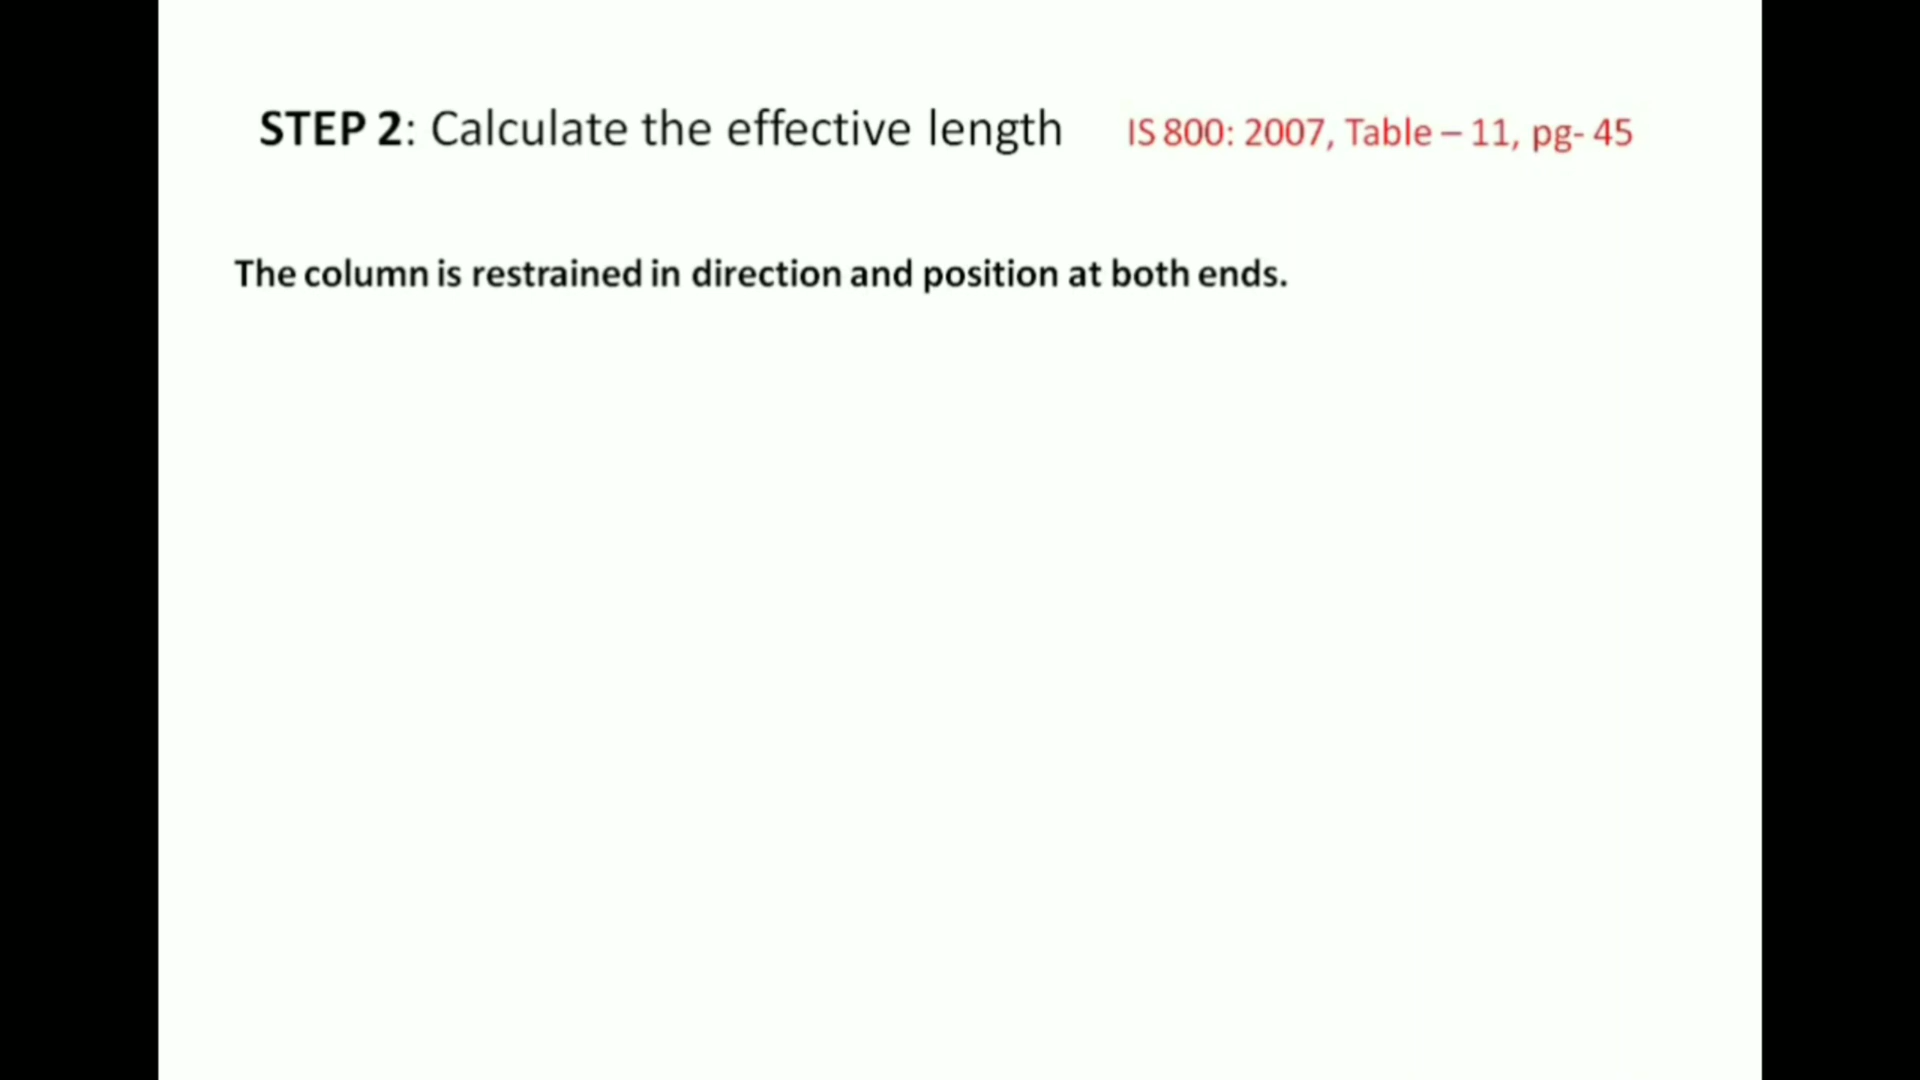 STEP 2: Calculate the effective length IS 800: 2007, Table – 11, pg- 45
The column is restrained in direction and position at both ends.